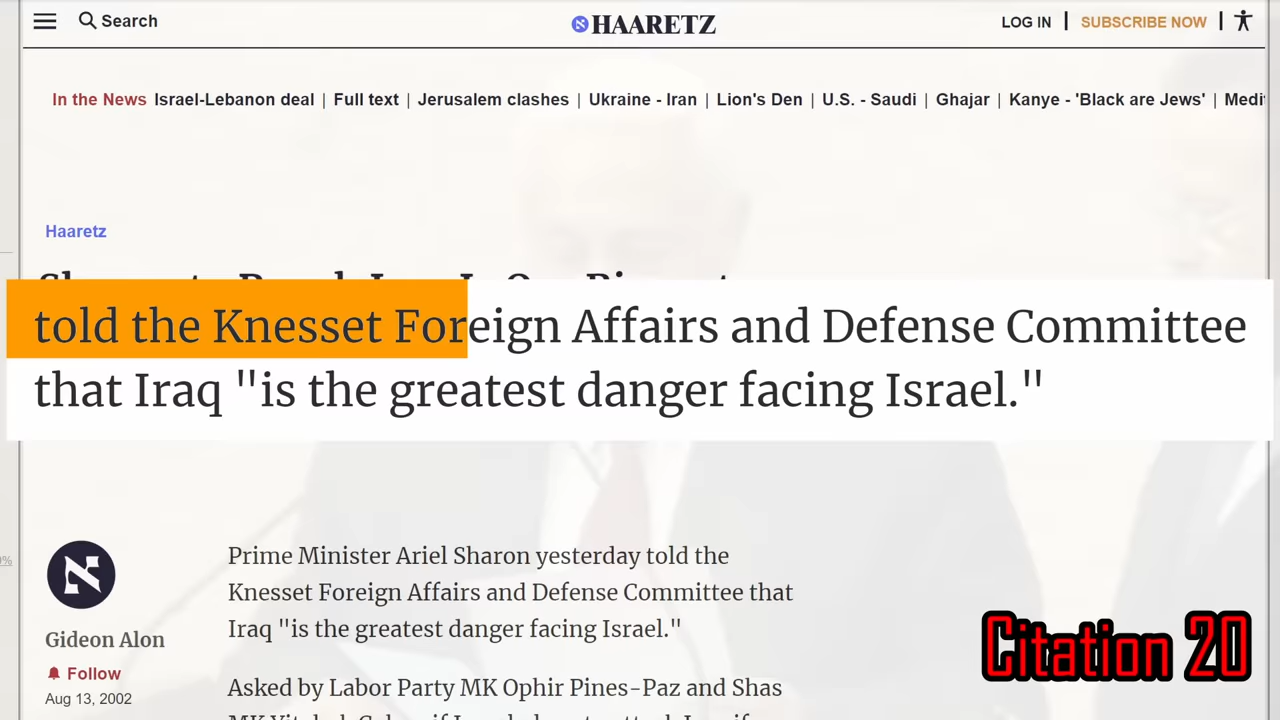 Search
HAARETZ
LOG IN | SUBSCRIBE NOW |
In the News Israel-Lebanon deal | Full text | Jerusalem clashes | Ukraine - Iran | Lion's Den | U.S. - Saudi | Ghajar | Kanye - 'Black are Jews' | Medi
Haaretz
told the Knesset Foreign Affairs and Defense Committee
that Iraq "is the greatest danger facing Israel."
Prime Minister Ariel Sharon yesterday told the
Knesset Foreign Affairs and Defense Committee that
Iraq "is the greatest danger facing Israel."
Gideon Alon
Follow
Aug 13, 2002
Asked by Labor Party MK Ophir Pines-Paz and Shas
Citation 20